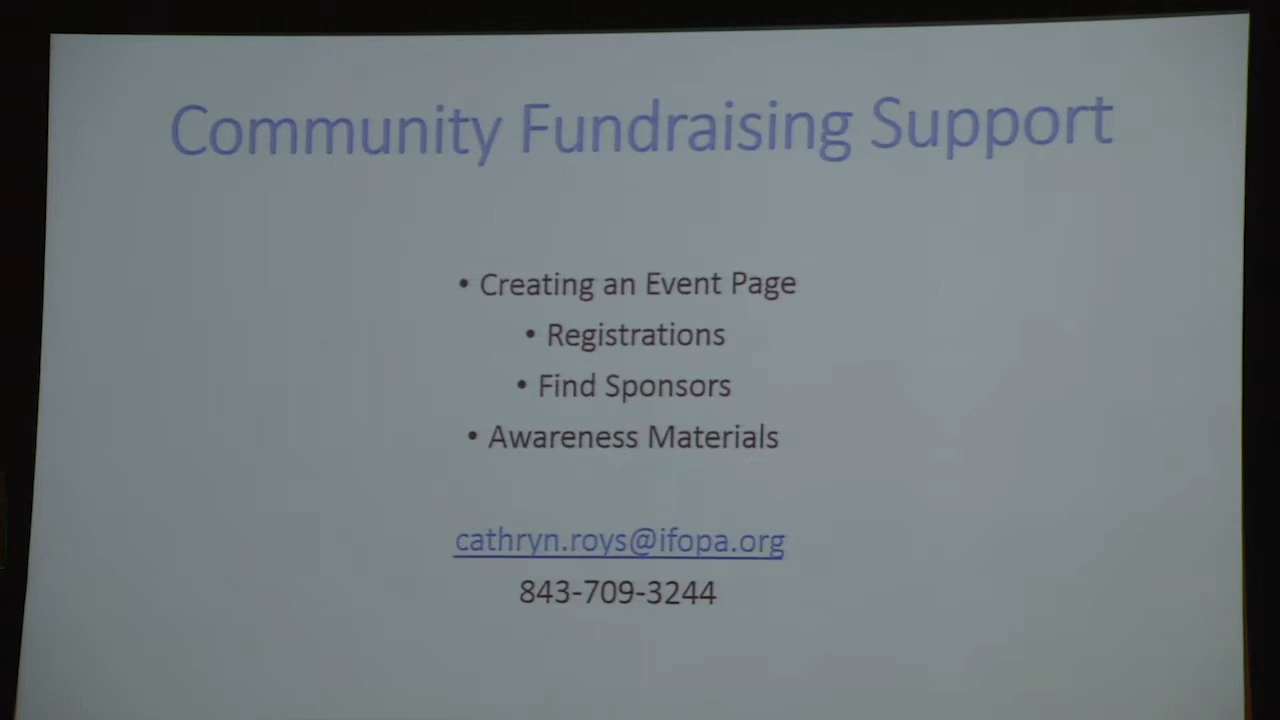 Community Fundraising Support
• Creating an Event Page
• Registrations
• Find Sponsors
• Awareness Materials
cathryn.roys@ifopa.org
843-709-3244